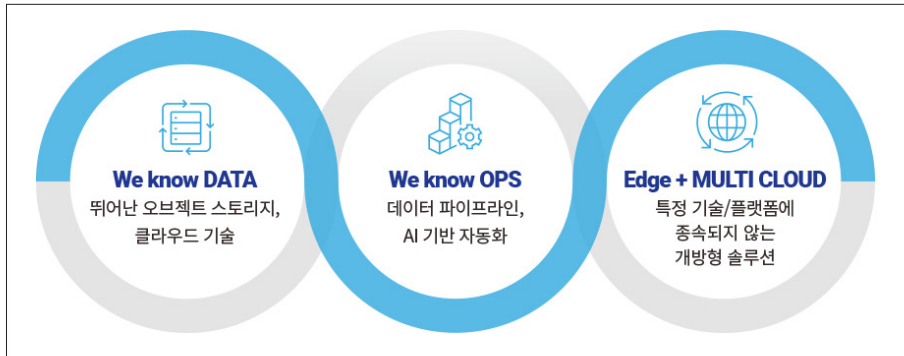 We know DATA
뛰어난 오브젝트 스토리지,
클라우드 기술
We know OPS
데이터 파이프라인,
AI 기반 자동화
Edge + MULTI CLOUD
특정 기술/플랫폼에
종속되지 않는
개방형 솔루션